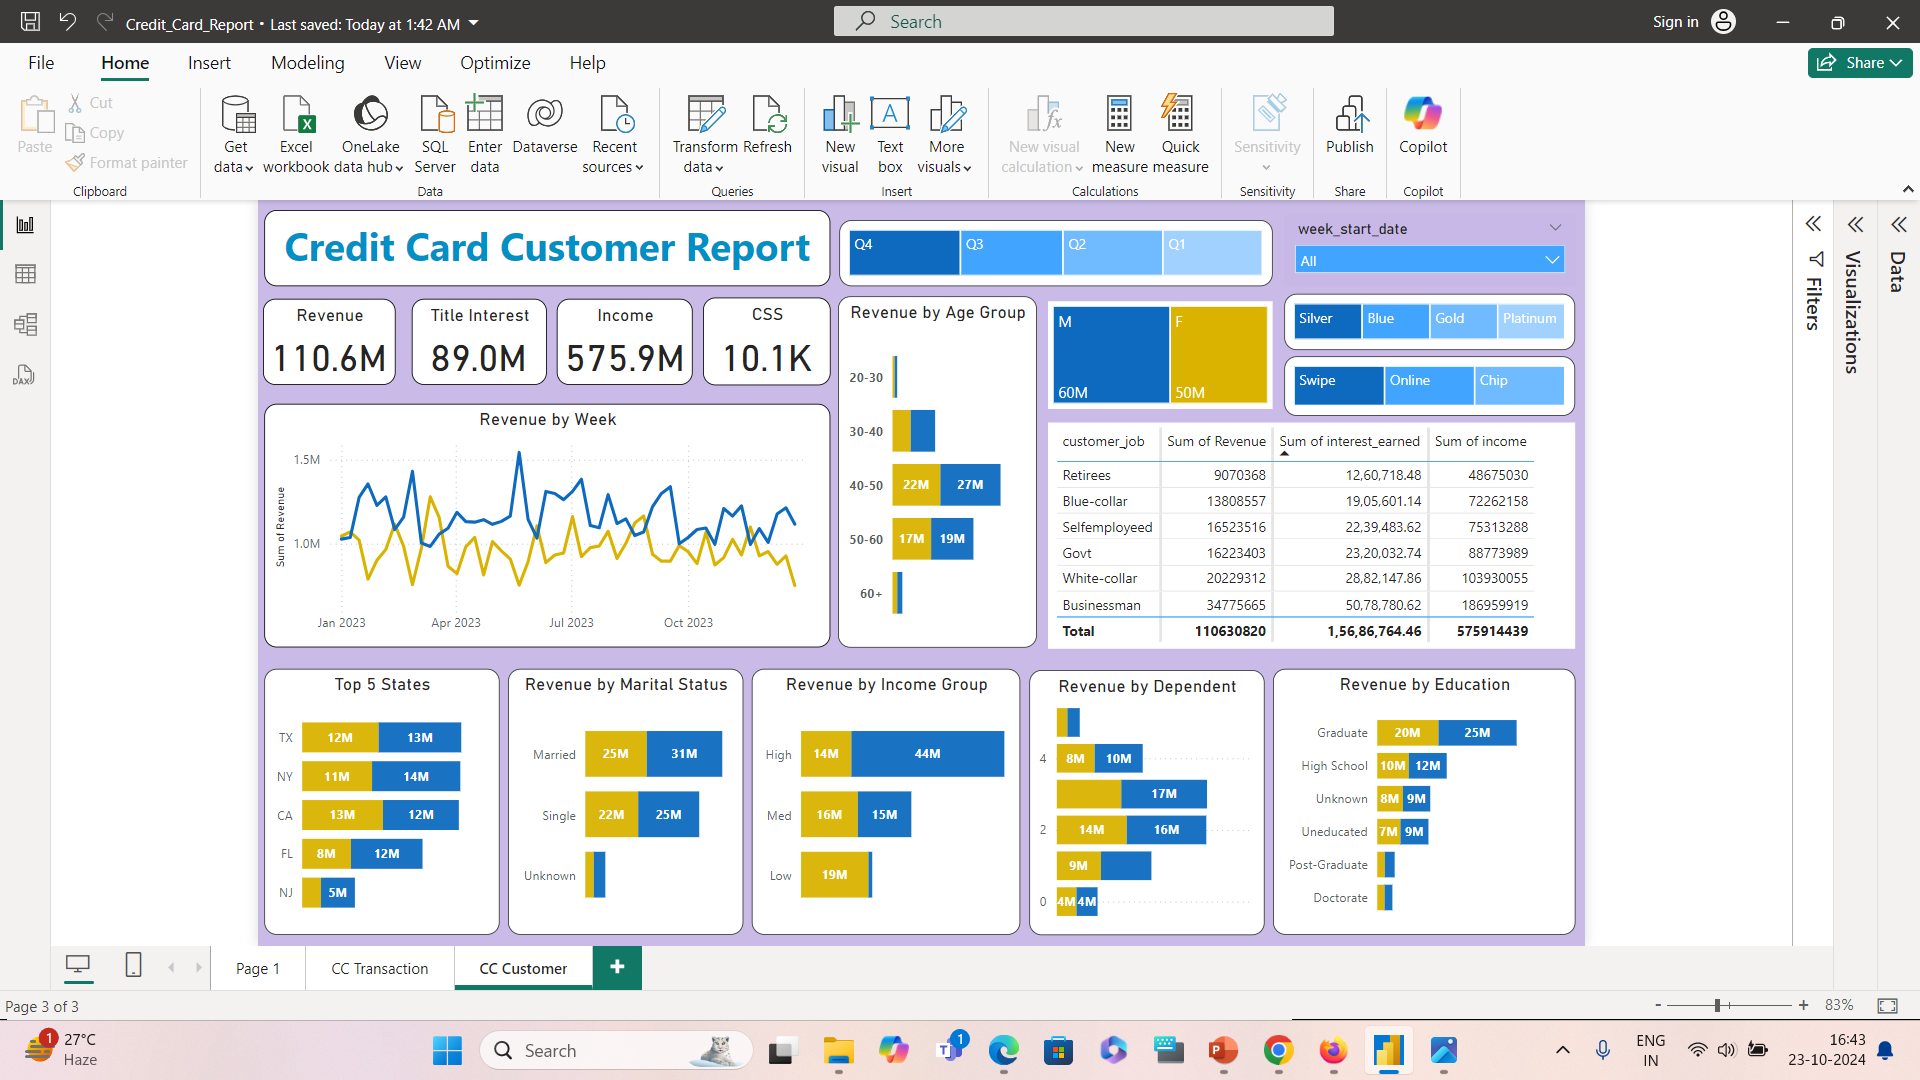 Credit_Card_Report • Last saved: Today at 1:42 AM
Search
Sign in
File
Home
Insert
Modeling
View
Optimize
Help
Share
Paste
Cut
Copy
Format painter
Clipboard
Get data
Excel workbook
OneLake data hub
SQL Server
Enter data
Dataverse
Recent sources
Data
Transform data
Refresh
Queries
New visual
Text box
More visuals
Insert
New visual calculation
New measure
Quick measure
Calculations
Sensitivity
Sensitivity
Publish
Share
Copilot
Copilot
Credit Card Customer Report
Q4 Q3 Q2 Q1
week_start_date
All
Filters
Visualizations
Data
Revenue
110.6M
Title Interest
89.0M
Income
575.9M
CSS
10.1K
Revenue by Age Group
20-30
30-40
40-50 22M 27M
50-60 17M 19M
60+
M
60M
F
50M
Silver Blue Gold Platinum
Swipe Online Chip
Revenue by Week
Sum of Revenue
1.5M
1.0M
Jan 2023 Apr 2023 Jul 2023 Oct 2023
customer_job Sum of Revenue Sum of interest_earned Sum of income
Retirees 9070368 12,60,718.48 48675030
Blue-collar 13808557 19,05,601.14 72262158
Selfemployeed 16523516 22,39,483.62 75313288
Govt 16223403 23,20,032.74 88773989
White-collar 20229312 28,82,147.86 103930055
Businessman 34775665 50,78,780.62 186959919
Total 110630820 1,56,86,764.46 575914439
Top 5 States
TX 12M 13M
NY 11M 14M
CA 13M 12M
FL 8M 12M
NJ 5M
Revenue by Marital Status
Married 25M 31M
Single 22M 25M
Unknown
Revenue by Income Group
High 14M 44M
Med 16M 15M
Low 19M
Revenue by Dependent
4 8M 10M
17M
2 14M 16M
9M
0 4M 4M
Revenue by Education
Graduate 20M 25M
High School 10M 12M
Unknown 8M 9M
Uneducated 7M 9M
Post-Graduate
Doctorate
Page 1
CC Transaction
CC Customer
+
Page 3 of 3
- + 83%
1
27°C
Haze
Search
1
ENG
IN
16:43
23-10-2024